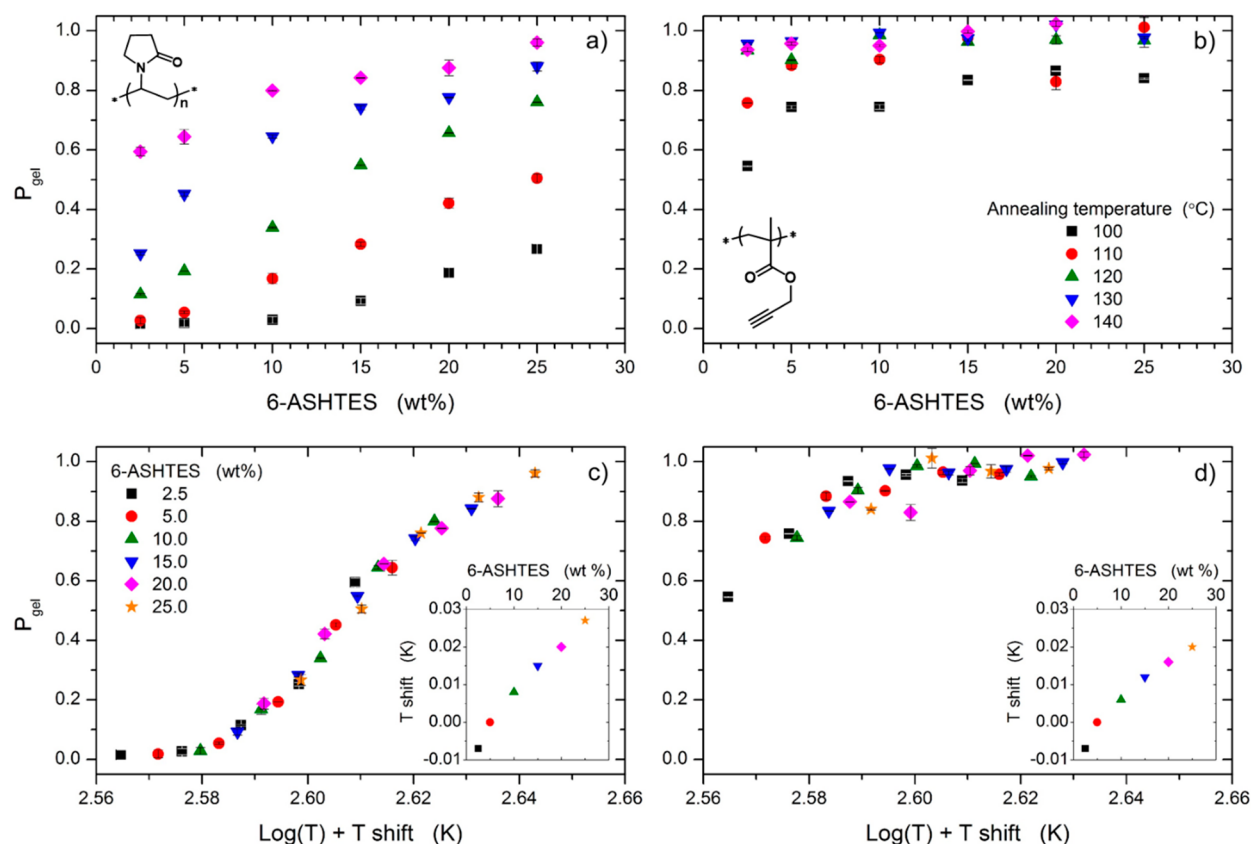 a)
N
O
* ( ) n *
P gel
1.0
0.8
0.6
0.4
0.2
0.0
0 5 10 15 20 25 30
6-ASHTES (wt%)
b)
1.0
0.8
0.6
0.4
0.2
0.0
Annealing temperature (°C)
100
110
120
130
140
* ( ) *
O
O
0 5 10 15 20 25 30
6-ASHTES (wt%)
c)
6-ASHTES (wt%)
2.5
5.0
10.0
15.0
20.0
25.0
P gel
1.0
0.8
0.6
0.4
0.2
0.0
6-ASHTES (wt %)
0 10 20 30
T shift (K)
0.03
0.02
0.01
0.00
-0.01
2.56 2.58 2.60 2.62 2.64 2.66
Log(T) + T shift (K)
d)
1.0
0.8
0.6
0.4
0.2
0.0
6-ASHTES (wt %)
0 10 20 30
T shift (K)
0.03
0.02
0.01
0.00
-0.01
2.56 2.58 2.60 2.62 2.64 2.66
Log(T) + T shift (K)